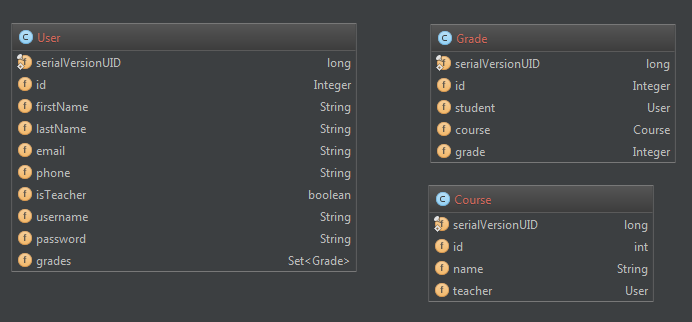 User
serialVersionUID long
id Integer
firstName String
lastName String
email String
phone String
isTeacher boolean
username String
password String
grades Set<Grade>
Grade
serialVersionUID long
id Integer
student User
course Course
grade Integer
Course
serialVersionUID long
id int
name String
teacher User